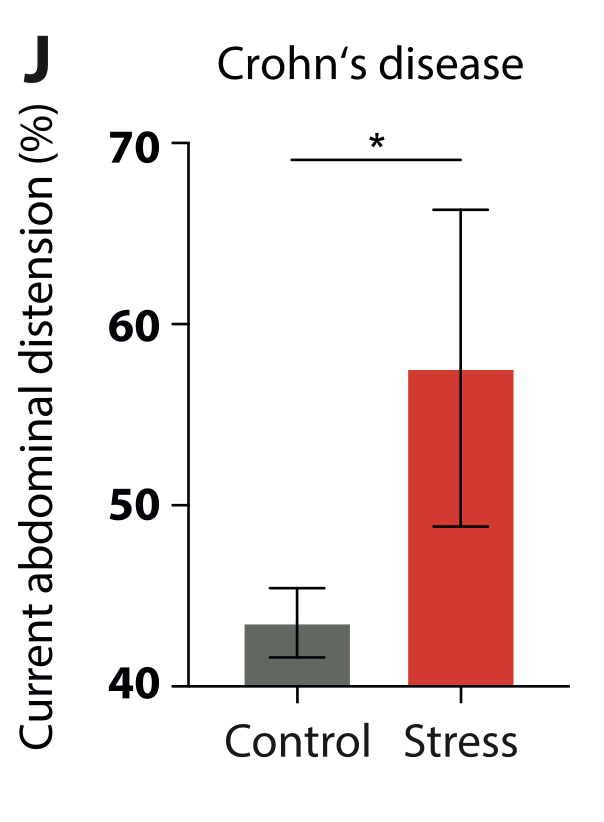 J
Crohn‘s disease
Current abdominal distension (%)
70
60
50
40
*
Control
Stress